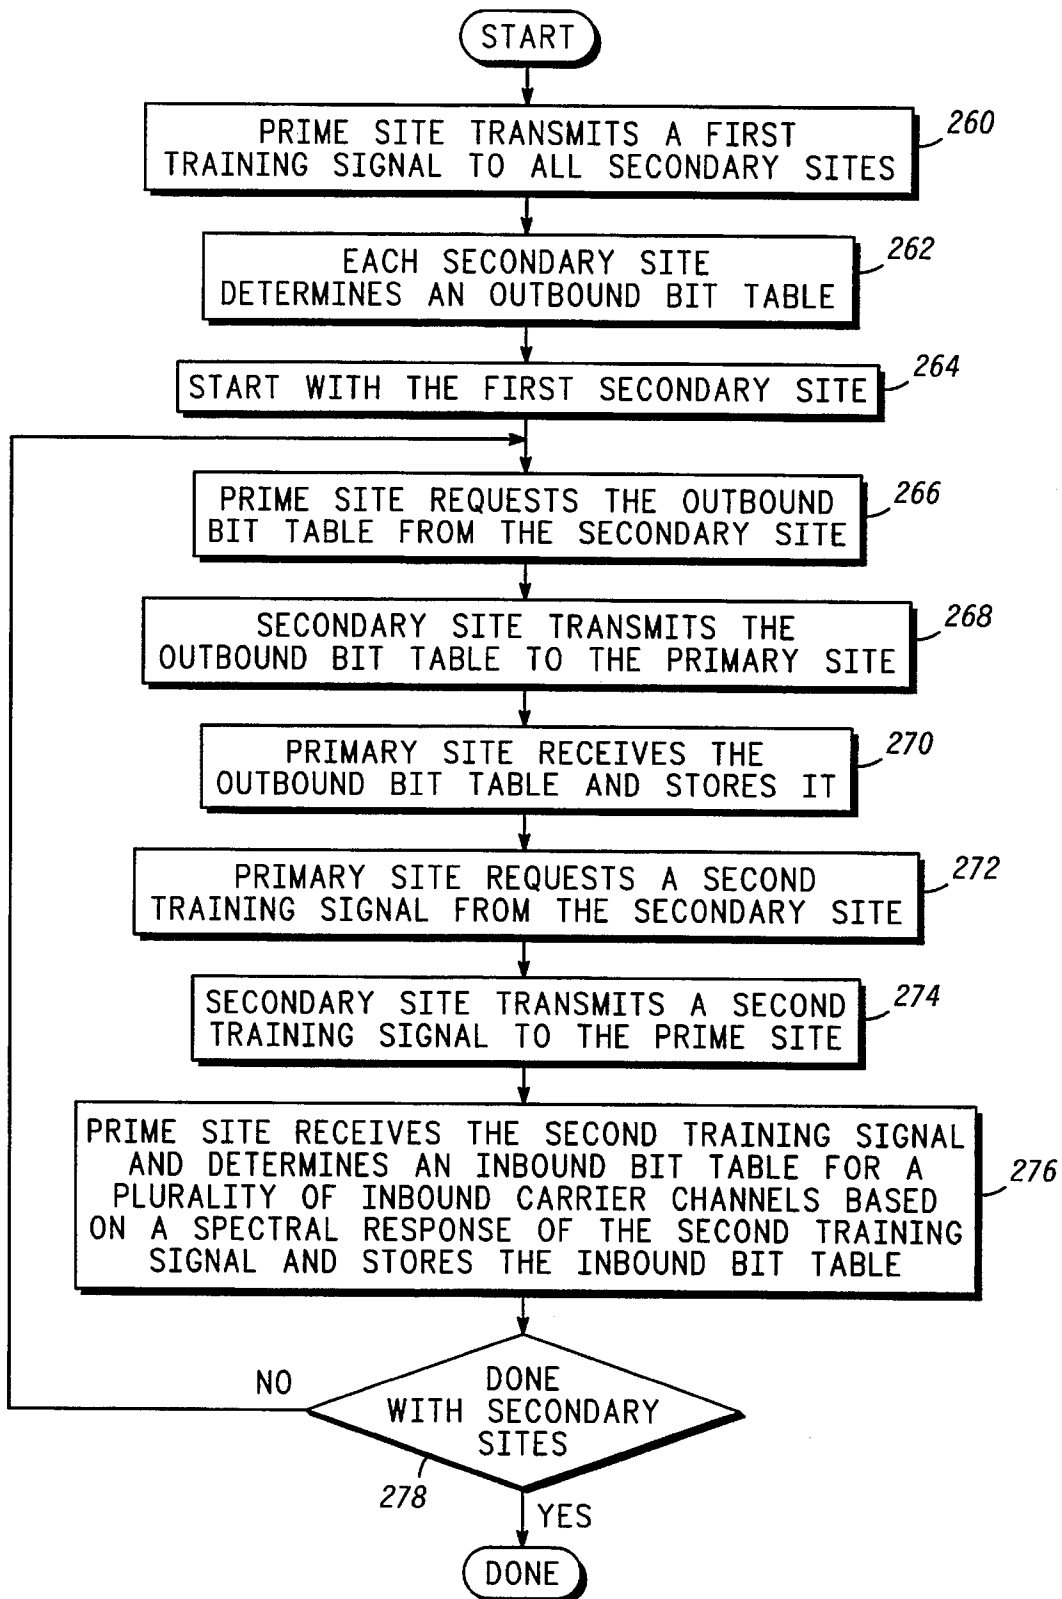 START
PRIME SITE TRANSMITS A FIRST
TRAINING SIGNAL TO ALL SECONDARY SITES
260
EACH SECONDARY SITE
DETERMINES AN OUTBOUND BIT TABLE
262
START WITH THE FIRST SECONDARY SITE
264
PRIME SITE REQUESTS THE OUTBOUND
BIT TABLE FROM THE SECONDARY SITE
266
SECONDARY SITE TRANSMITS THE
OUTBOUND BIT TABLE TO THE PRIMARY SITE
268
PRIMARY SITE RECEIVES THE
OUTBOUND BIT TABLE AND STORES IT
270
PRIMARY SITE REQUESTS A SECOND
TRAINING SIGNAL FROM THE SECONDARY SITE
272
SECONDARY SITE TRANSMITS A SECOND
TRAINING SIGNAL TO THE PRIME SITE
274
PRIME SITE RECEIVES THE SECOND TRAINING SIGNAL
AND DETERMINES AN INBOUND BIT TABLE FOR A
PLURALITY OF INBOUND CARRIER CHANNELS BASED
ON A SPECTRAL RESPONSE OF THE SECOND TRAINING
SIGNAL AND STORES THE INBOUND BIT TABLE
276
NO
DONE
WITH SECONDARY
SITES
278
YES
DONE